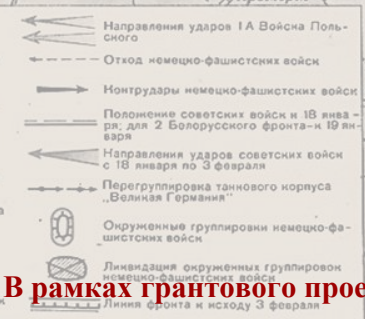 Направления ударов 1А Войска Поль-
ского
Отход немецко-фашистских войск
Контрудары немецко-фашистских войск
Положение советских войск к 18 янва-
ря; для 2 Белорусского фронта-к 19 ян-
варя
Направления ударов советских войск
с 18 января по 3 февраля
Перегруппировка танкового корпуса
„Великая Германия"
Окруженные группировки немецко-фа-
шистских войск
Ликвидация окруженных группировок
немецко-фашистских войск
В рамках грантового прое
Линия фронта к исходу 3 февраля